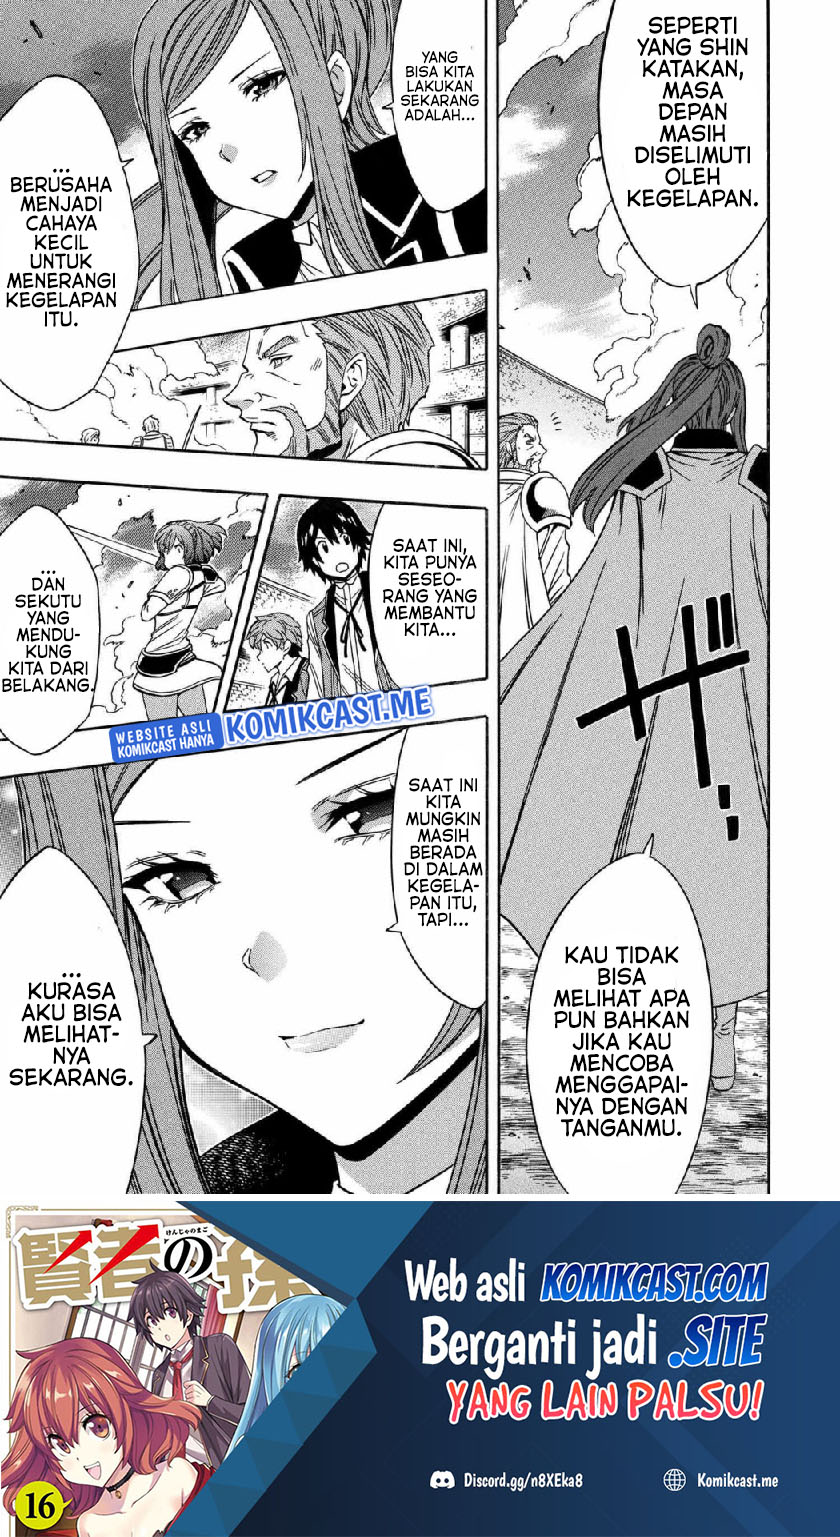 SEPERTI
YANG SHIN
KATAKAN,
MASA
DEPAN
MASIH
DISELIMUTI
OLEH
KEGELAPAN.
ザッ
KAU TIDAK
BISA
MELIHAT APA
PUN BAHKAN
JIKA KAU
MENCOBA
MENGGAPAI-
NYA DENGAN
TANGANMU.
YANG
BISA KITA
LAKUKAN
SEKARANG
ADALAH...
...
BERUSAHA
MENJADI
CAHAYA
KECIL
UNTUK
MENERANGI
KEGELAPAN
ITU.
SAAT INI,
KITA PUNYA
SESEO-
RANG YANG
MEMBANTU
KITA...
...
DAN
SEKUTU
YANG
MENDU-
KUNG
KITA DARI
BELAKANG.
WEBSITE ASLI
KOMIKCAST HANYA
KOMIKCAST.ME
SAAT INI
KITA
MUNGKIN
MASIH
BERADA
DI DALAM
KEGELA-
PAN ITU,
TAPI...
...
KURASA
AKU BISA
MELIHAT-
NYA
SEKARANG.
けんじゃのまご
賢者の孫
16
Web asli KOMIKCAST.COM
Berganti jadi .SITE
YANG LAIN PALSU!
Discord.gg/n8XEka8
Komikcast.me